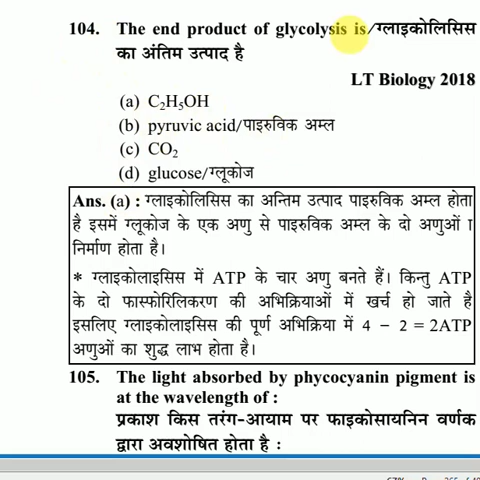 104. The end product of glycolysis is/ग्लाइकोलिसिस
का अंतिम उत्पाद है
LT Biology 2018
(a) C₂H₅OH
(b) pyruvic acid/पाइरुविक अम्ल
(c) CO₂
(d) glucose/ग्लूकोज
Ans. (a) : ग्लाइकोलिसिस का अन्तिम उत्पाद पाइरुविक अम्ल होता
है इसमें ग्लूकोज के एक अणु से पाइरुविक अम्ल के दो अणुओं ा
निर्माण होता है।
* ग्लाइकोलाइसिस में ATP के चार अणु बनते हैं। किन्तु ATP
के दो फास्फोरिलिकरण की अभिक्रियाओं में खर्च हो जाते है
इसलिए ग्लाइकोलाइसिस की पूर्ण अभिक्रिया में 4 – 2 = 2ATP
अणुओं का शुद्ध लाभ होता है।
105. The light absorbed by phycocyanin pigment is
at the wavelength of :
प्रकाश किस तरंग-आयाम पर फाइकोसायनिन वर्णक
द्वारा अवशोषित होता है :